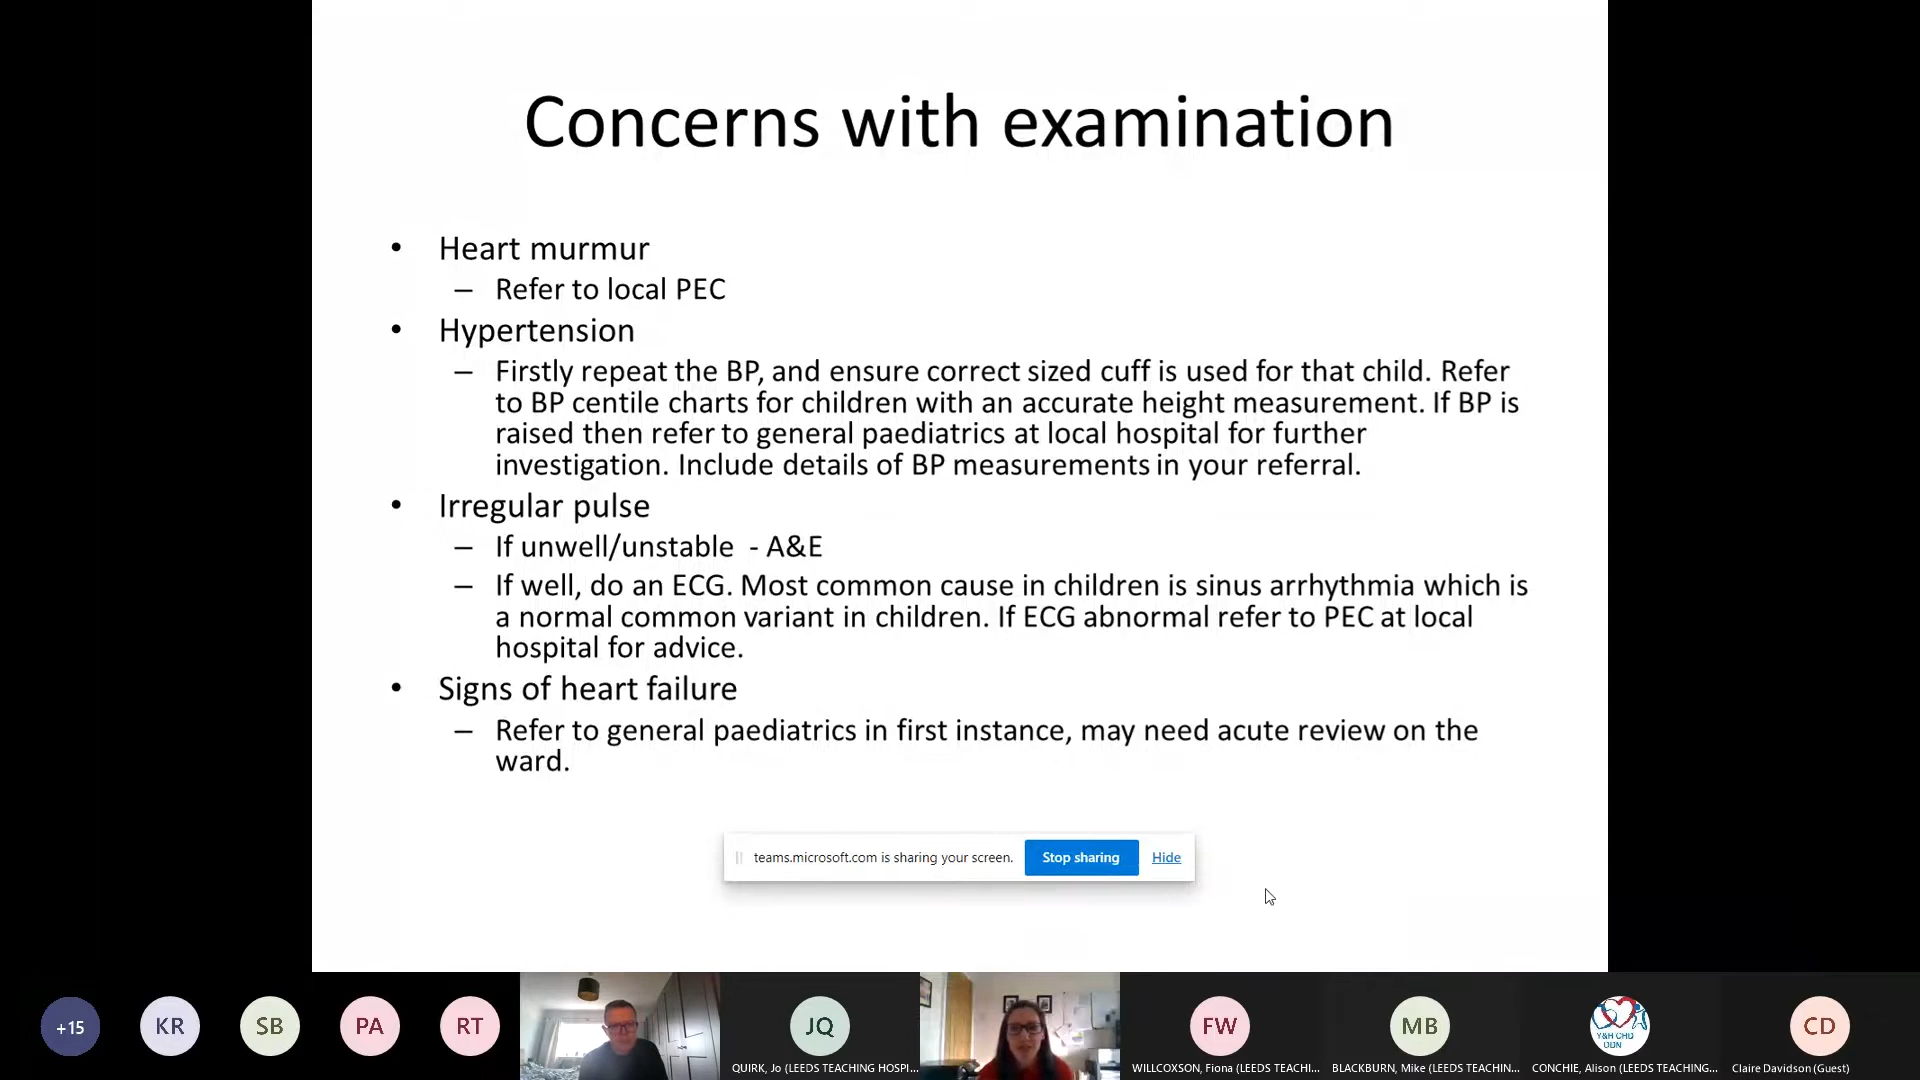 Concerns with examination
• Heart murmur
– Refer to local PEC
• Hypertension
– Firstly repeat the BP, and ensure correct sized cuff is used for that child. Refer
to BP centile charts for children with an accurate height measurement. If BP is
raised then refer to general paediatrics at local hospital for further
investigation. Include details of BP measurements in your referral.
• Irregular pulse
– If unwell/unstable - A&E
– If well, do an ECG. Most common cause in children is sinus arrhythmia which is
a normal common variant in children. If ECG abnormal refer to PEC at local
hospital for advice.
• Signs of heart failure
– Refer to general paediatrics in first instance, may need acute review on the
ward.
teams.microsoft.com is sharing your screen. Stop sharing Hide
+15 KR SB PA RT JQ FW MB CD
Y&H CHD
ODN
QUIRK, Jo (LEEDS TEACHING HOSPI... WILLCOXSON, Fiona (LEEDS TEACHI... BLACKBURN, Mike (LEEDS TEACHIN... CONCHIE, Alison (LEEDS TEACHING... Claire Davidson (Guest)